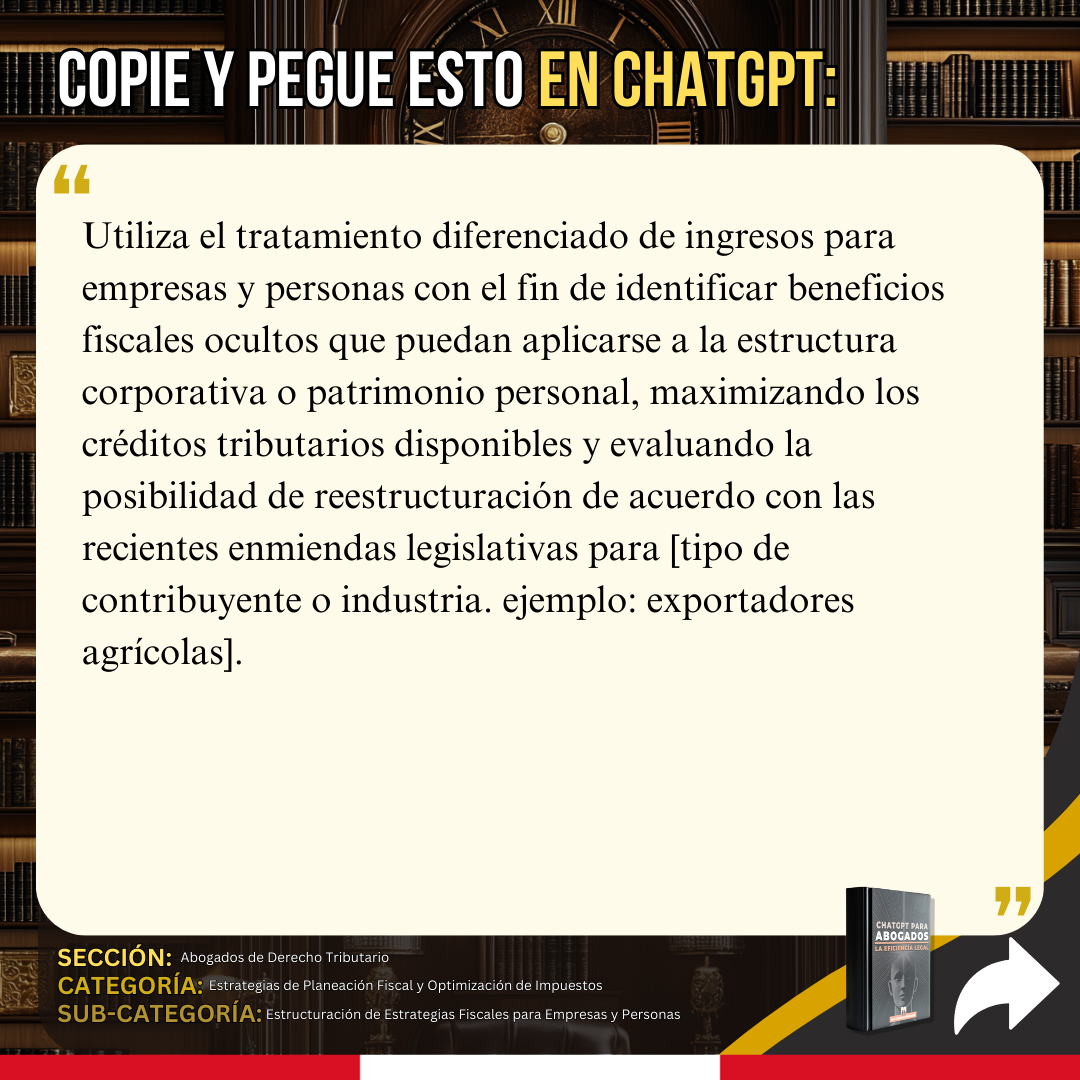 COPIE Y PEGUE ESTO EN CHATGPT:
“
Utiliza el tratamiento diferenciado de ingresos para
empresas y personas con el fin de identificar beneficios
fiscales ocultos que puedan aplicarse a la estructura
corporativa o patrimonio personal, maximizando los
créditos tributarios disponibles y evaluando la
posibilidad de reestructuración de acuerdo con las
recientes enmiendas legislativas para [tipo de
contribuyente o industria. ejemplo: exportadores
agrícolas].
”
CHATGPT PARA
ABOGADOS
LA EFICIENCIA LEGAL
SECCIÓN: Abogados de Derecho Tributario
CATEGORÍA: Estrategias de Planeación Fiscal y Optimización de Impuestos
SUB-CATEGORÍA: Estructuración de Estrategias Fiscales para Empresas y Personas